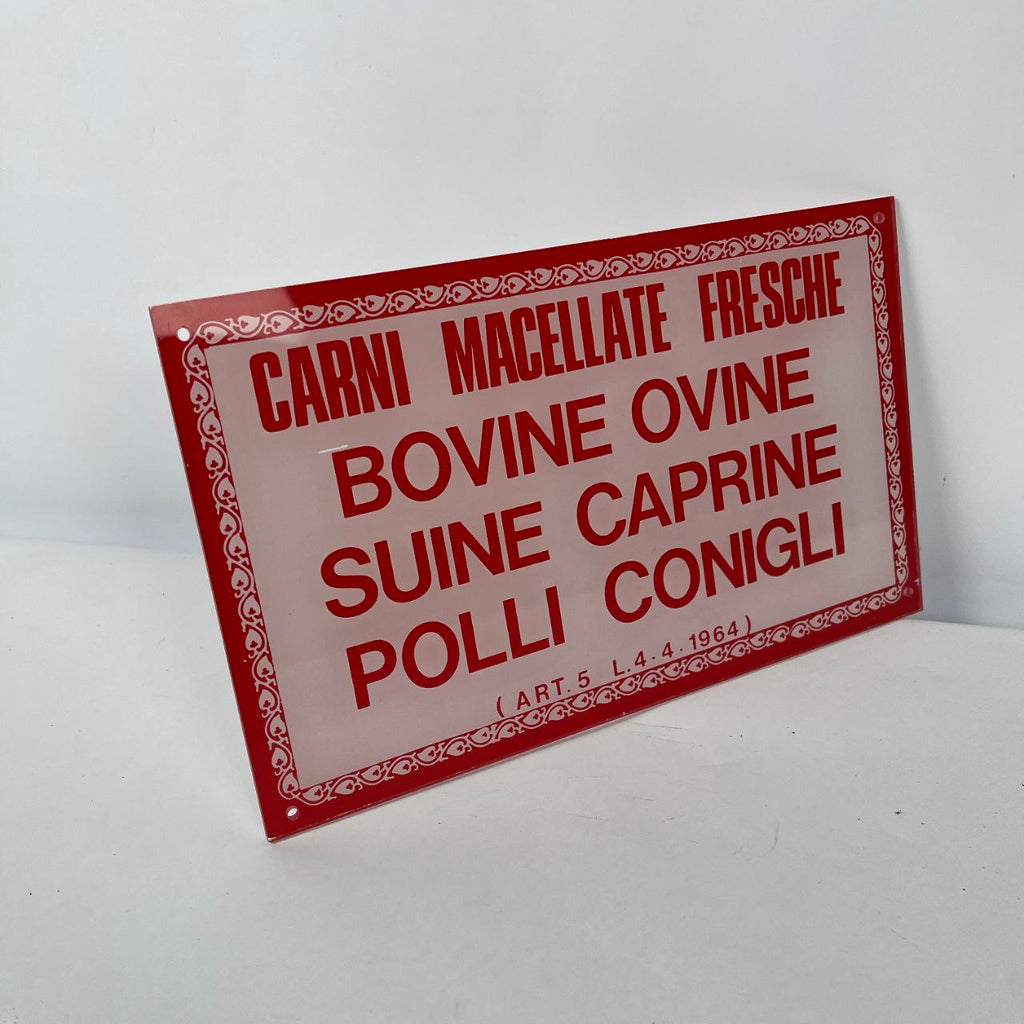 CARNI MACELLATE FRESCHE
BOVINE OVINE
SUINE CAPRINE
POLLI CONIGLI
( ART. 5 L.4.4.1964)